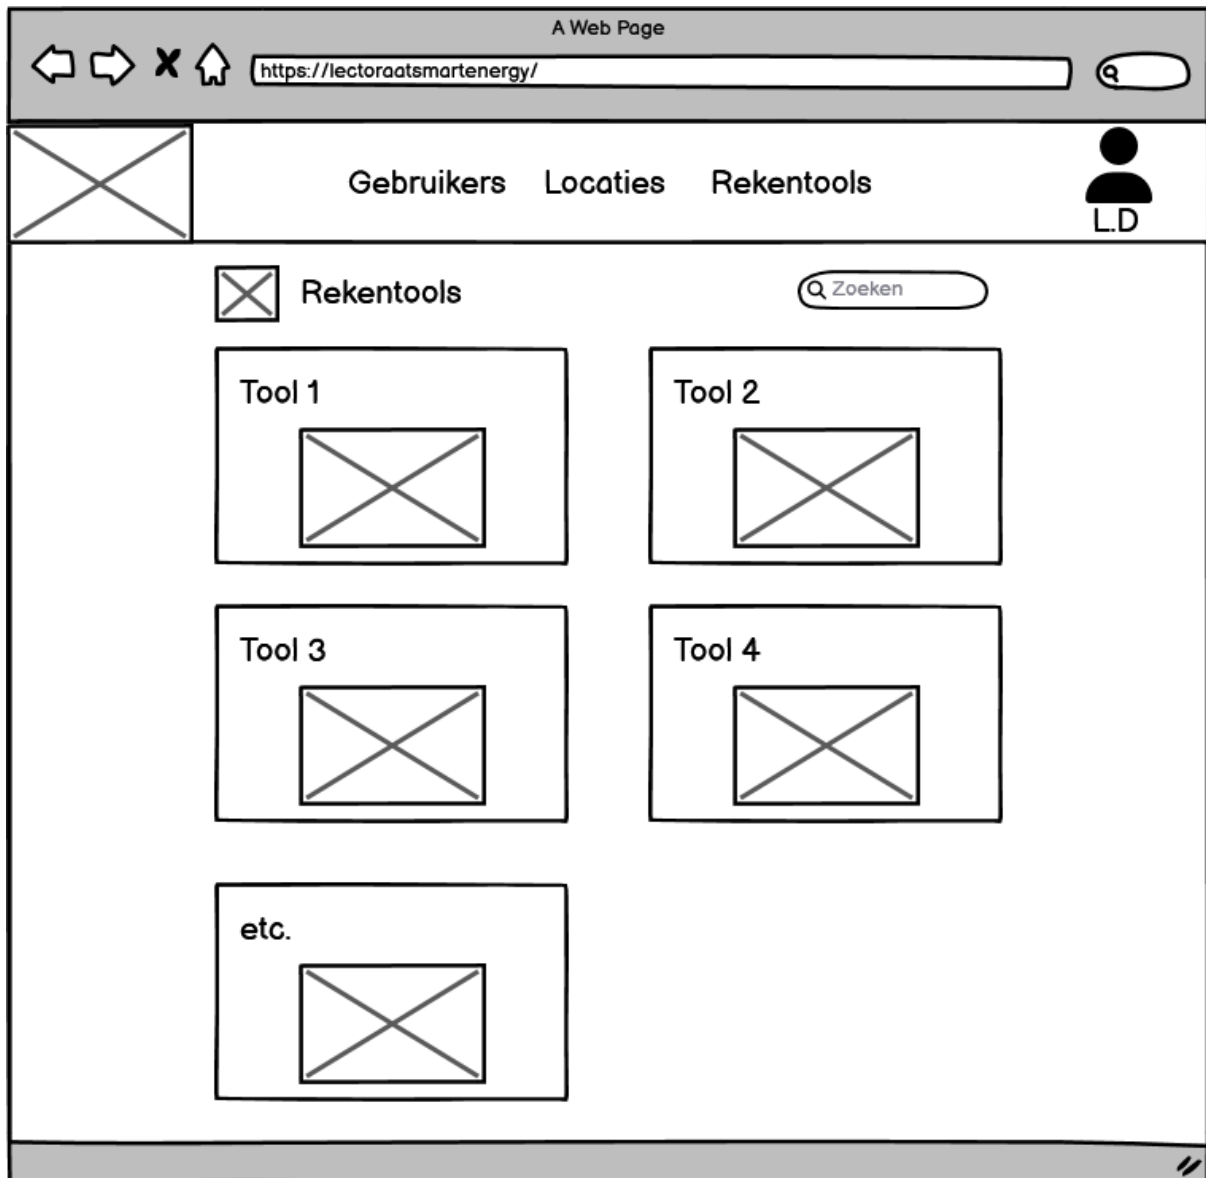 A Web Page
https://lectoraatsmartenergy/
Gebruikers Locaties Rekentools
L.D
Rekentools
Zoeken
Tool 1
Tool 2
Tool 3
Tool 4
etc.